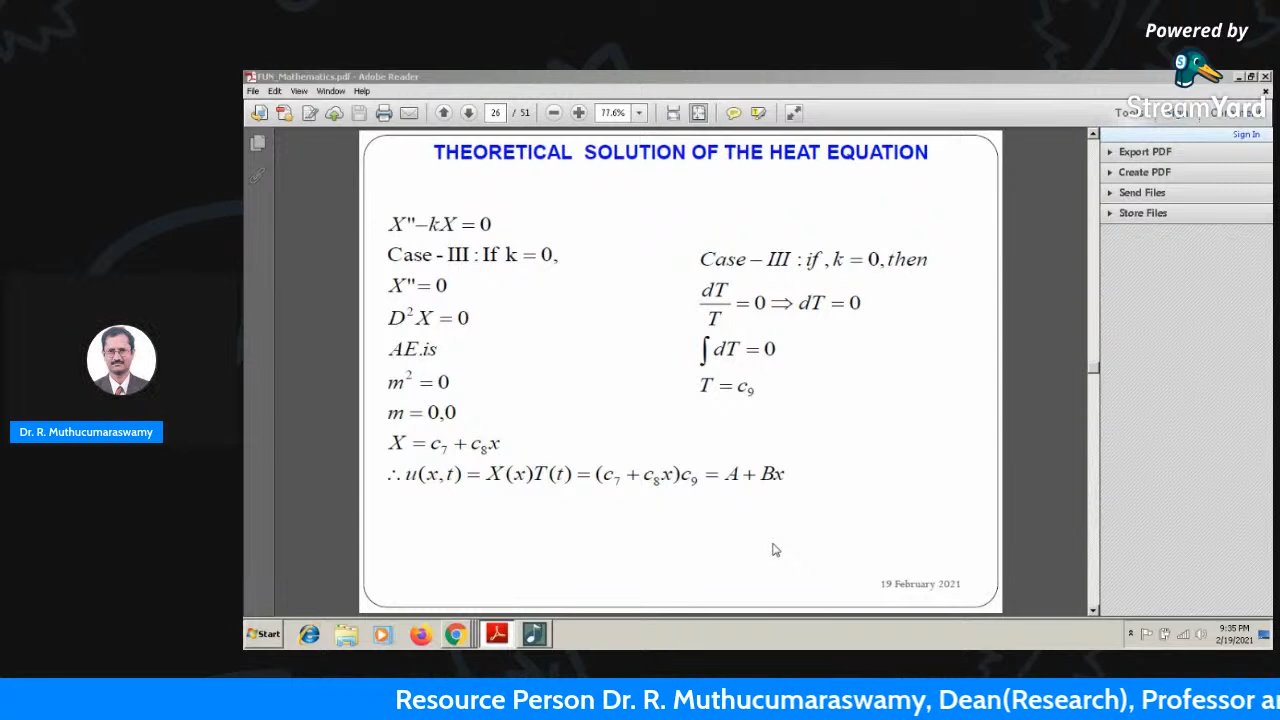 Powered by
S
StreamYard
FUN_Mathematics.pdf - Adobe Reader
File Edit View Window Help
26 / 51 77.6%
Sign In
Export PDF
Create PDF
Send Files
Store Files
THEORETICAL SOLUTION OF THE HEAT EQUATION
X"–kX = 0
Case - III : If k = 0,
X"= 0
D²X = 0
AE.is
m² = 0
m = 0,0
X = c₇ + c₈x
∴ u(x,t) = X(x)T(t) = (c₇ + c₈x)c₉ = A + Bx
Case – III : if , k = 0, then
dT/T = 0 ⇒ dT = 0
∫ dT = 0
T = c₉
19 February 2021
Dr. R. Muthucumaraswamy
Start
9:35 PM
2/19/2021
Resource Person Dr. R. Muthucumaraswamy, Dean(Research), Professor a